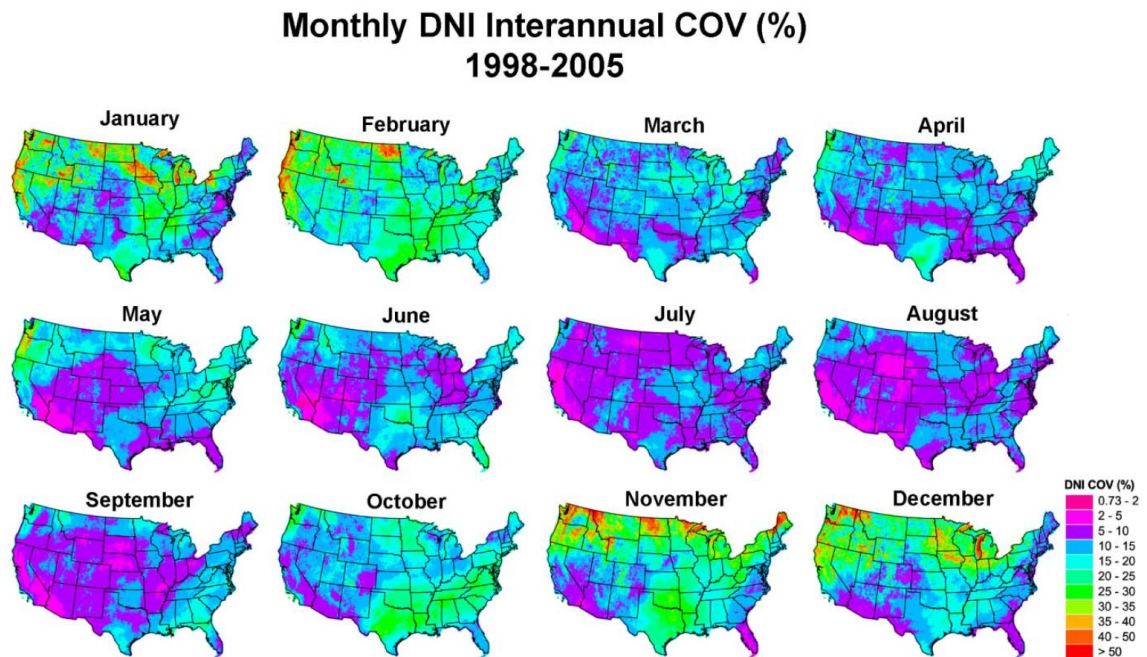 Monthly DNI Interannual COV (%)
1998-2005
January
February
March
April
May
June
July
August
September
October
November
December
DNI COV (%)
0.73 - 2
2 - 5
5 - 10
10 - 15
15 - 20
20 - 25
25 - 30
30 - 35
35 - 40
40 - 50
> 50